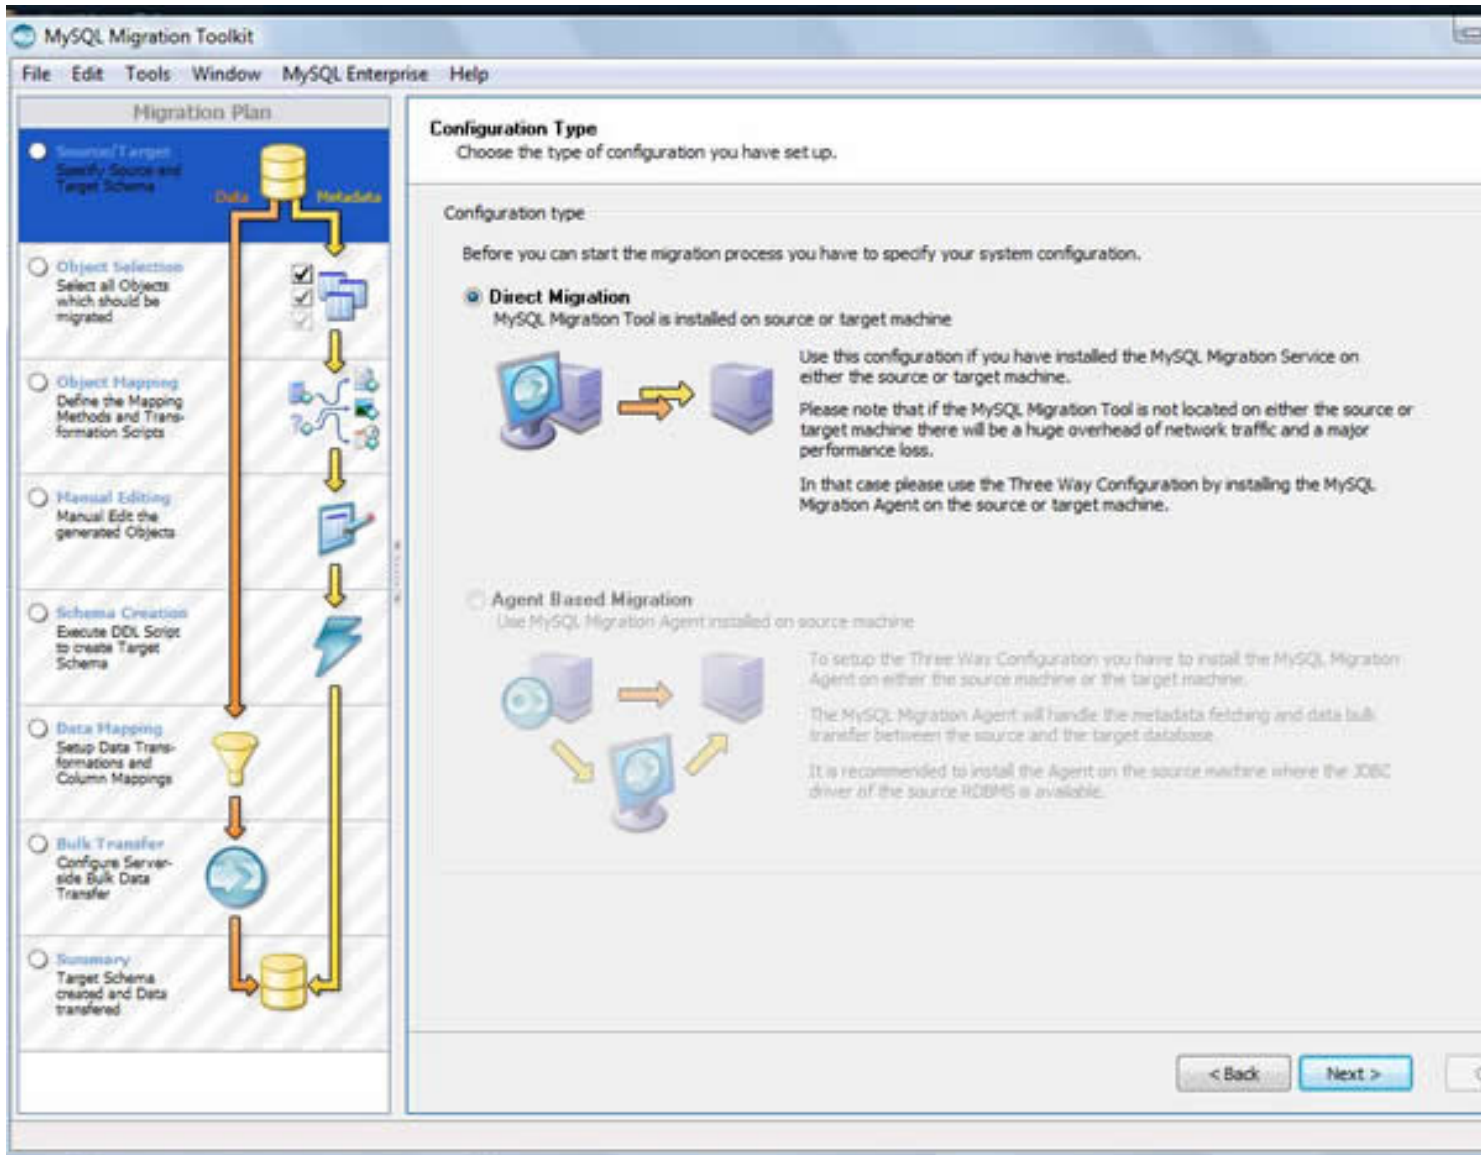 MySQL Migration Toolkit
File Edit Tools Window MySQL Enterprise Help
Migration Plan
Source/Target
Specify Source and
Target Schema
Data Metadata
Object Selection
Select all Objects
which should be
migrated
Object Mapping
Define the Mapping
Methods and Trans-
formation Scripts
Manual Editing
Manual Edit the
generated Objects
Schema Creation
Execute DDL Script
to create Target
Schema
Data Mapping
Setup Data Trans-
formations and
Column Mappings
Bulk Transfer
Configure Server-
side Bulk Data
Transfer
Summary
Target Schema
created and Data
transfered
Configuration Type
Choose the type of configuration you have set up.
Configuration type
Before you can start the migration process you have to specify your system configuration.
Direct Migration
MySQL Migration Tool is installed on source or target machine
Use this configuration if you have installed the MySQL Migration Service on
either the source or target machine.
Please note that if the MySQL Migration Tool is not located on either the source or
target machine there will be a huge overhead of network traffic and a major
performance loss.
In that case please use the Three Way Configuration by installing the MySQL
Migration Agent on the source or target machine.
Agent Based Migration
Use MySQL Migration Agent installed on source machine
To setup the Three Way Configuration you have to install the MySQL Migration
Agent on either the source machine or the target machine.
The MySQL Migration Agent will handle the metadata fetching and data bulk
transfer between the source and the target database
It is recommended to install the Agent on the source machine where the JDBC
driver of the source RDBMS is available.
< Back Next >